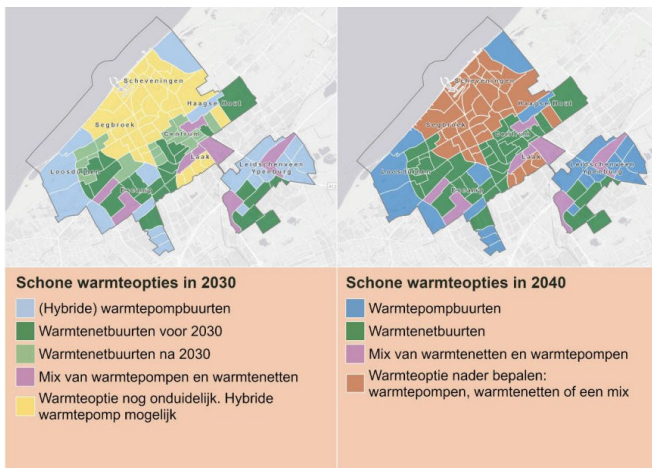 Scheveningen
Haagse Hout
Segbroek
Centrum
Loosduinen
Laak
Escamp
Leidschenveen
Ypenburg
Schone warmteopties in 2030
(Hybride) warmtepompbuurten
Warmtenetbuurten voor 2030
Warmtenetbuurten na 2030
Mix van warmtepompen en warmtenetten
Warmteoptie nog onduidelijk. Hybride
warmtepomp mogelijk
Scheveningen
Haagse Hout
Segbroek
Centrum
Loosduinen
Laak
Escamp
Leidschenveen
Ypenburg
Schone warmteopties in 2040
Warmtepompbuurten
Warmtenetbuurten
Mix van warmtenetten en warmtepompen
Warmteoptie nader bepalen:
warmtepompen, warmtenetten of een mix